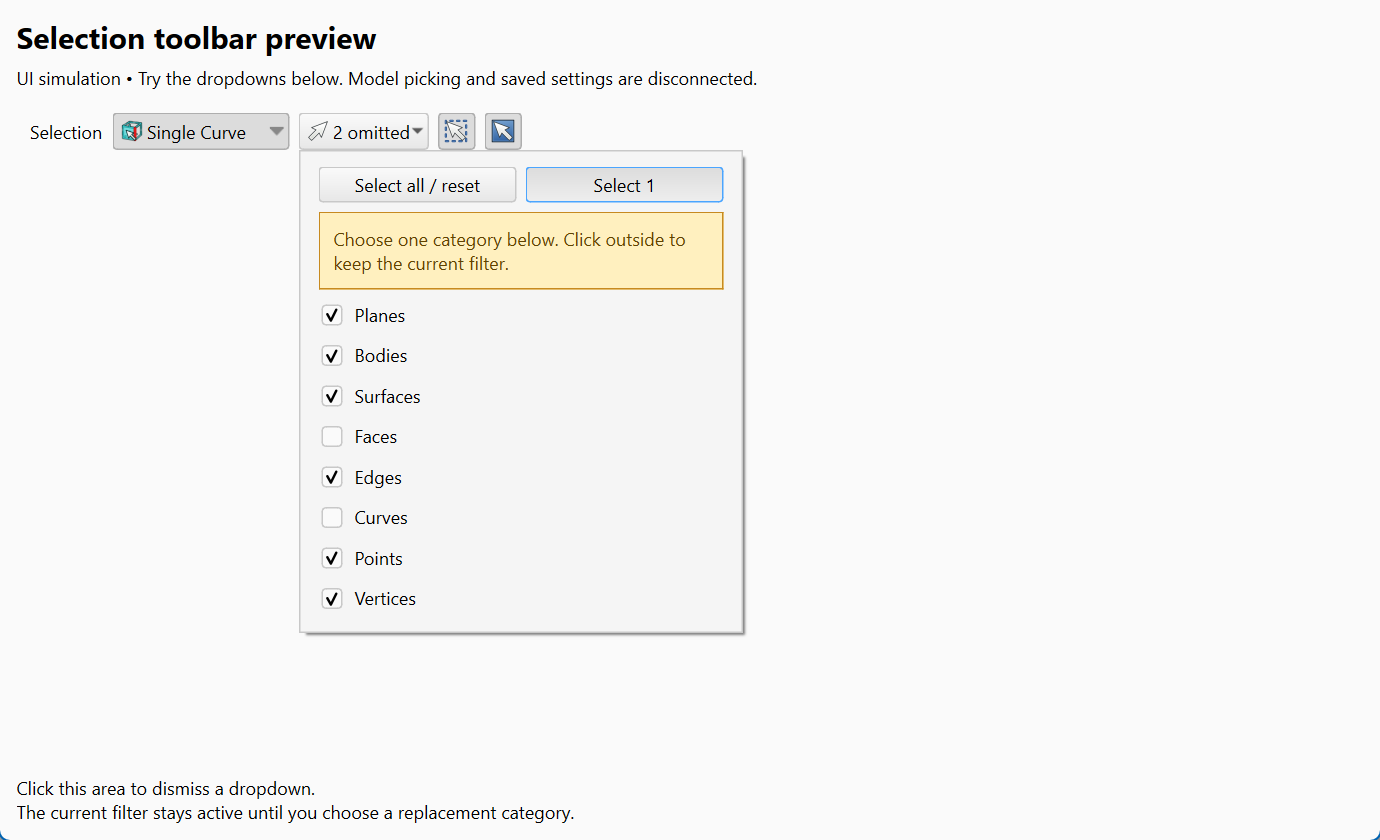 Selection toolbar preview
UI simulation • Try the dropdowns below. Model picking and saved settings are disconnected.
Selection Single Curve 2 omitted
Select all / reset Select 1
Choose one category below. Click outside to
keep the current filter.
Planes
Bodies
Surfaces
Faces
Edges
Curves
Points
Vertices
Click this area to dismiss a dropdown.
The current filter stays active until you choose a replacement category.